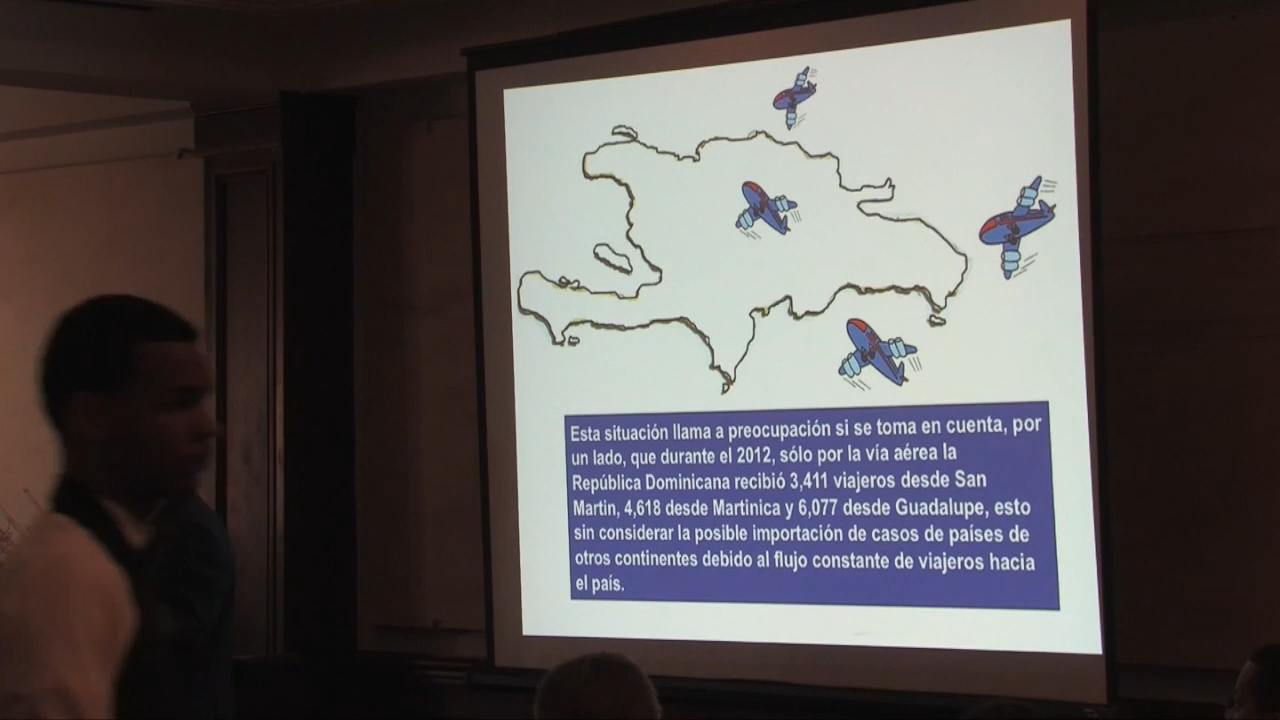 Esta situación llama a preocupación si se toma en cuenta, por
un lado, que durante el 2012, sólo por la vía aérea la
República Dominicana recibió 3,411 viajeros desde San
Martin, 4,618 desde Martinica y 6,077 desde Guadalupe, esto
sin considerar la posible importación de casos de países de
otros continentes debido al flujo constante de viajeros hacia
el país.